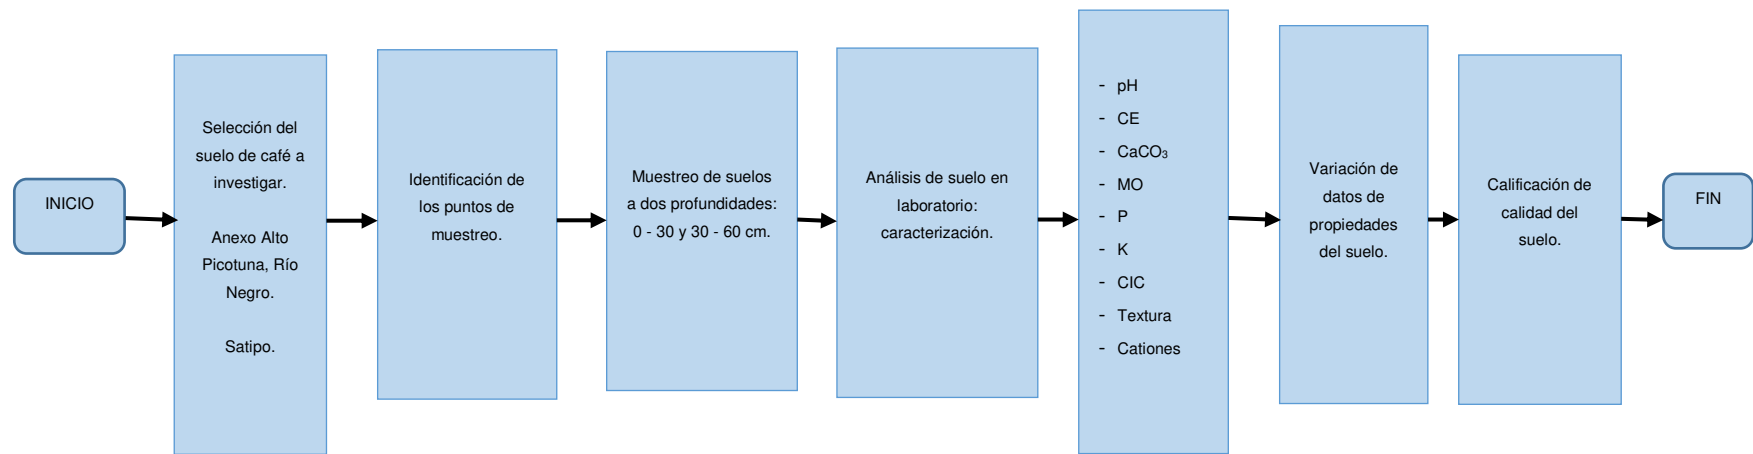 INICIO
Selección del
suelo de café a
investigar.
Anexo Alto
Picotuna, Río
Negro.
Satipo.
Identificación de
los puntos de
muestreo.
Muestreo de suelos
a dos profundidades:
0 - 30 y 30 - 60 cm.
Análisis de suelo en
laboratorio:
caracterización.
- pH
- CE
- CaCO₃
- MO
- P
- K
- CIC
- Textura
- Cationes
Variación de
datos de
propiedades
del suelo.
Calificación de
calidad del
suelo.
FIN